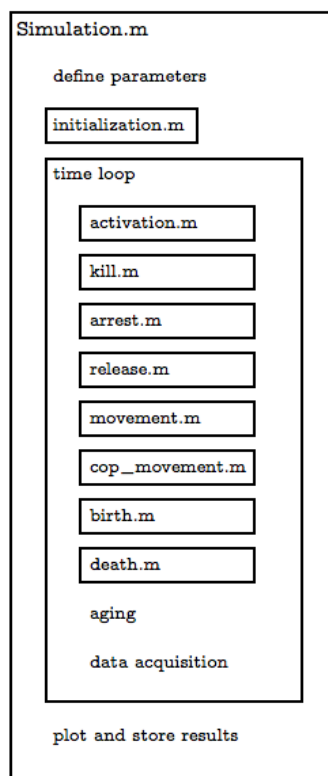 Simulation.m
define parameters
initialization.m
time loop
activation.m
kill.m
arrest.m
release.m
movement.m
cop_movement.m
birth.m
death.m
aging
data acquisition
plot and store results